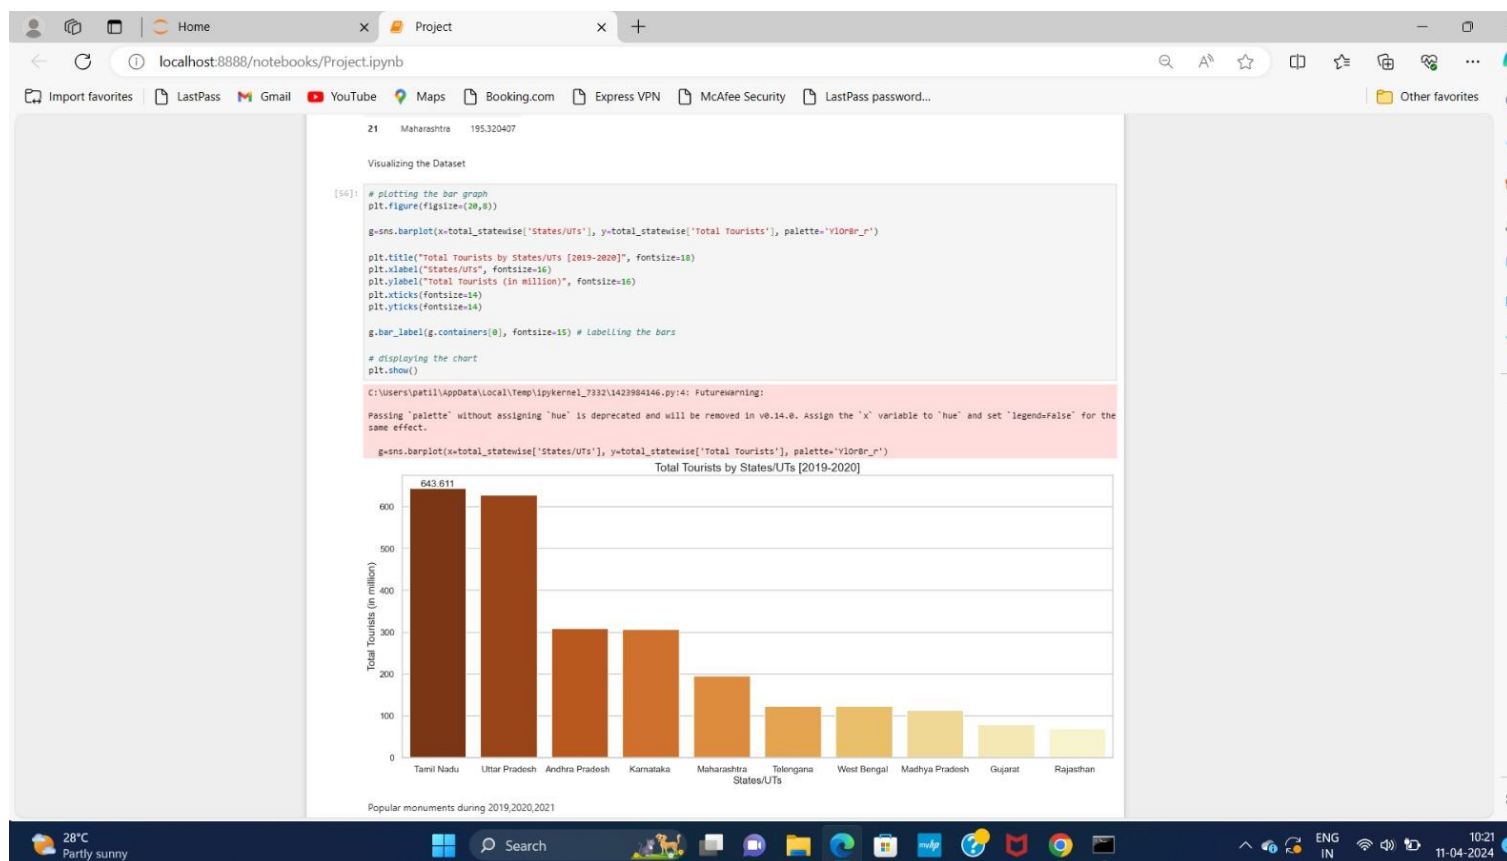 Home
Project
localhost:8888/notebooks/Project.ipynb
Import favorites LastPass Gmail YouTube Maps Booking.com Express VPN McAfee Security LastPass password... Other favorites
21 Maharashtra 195.320407
Visualizing the Dataset
[56]: # plotting the bar graph
plt.figure(figsize=(20,8))
g=sns.barplot(x=total_statewise['States/UTs'], y=total_statewise['Total Tourists'], palette='YlOrBr_r')
plt.title("Total Tourists by States/UTs [2019-2020]", fontsize=18)
plt.xlabel("States/UTs", fontsize=16)
plt.ylabel("Total Tourists (in million)", fontsize=16)
plt.xticks(fontsize=14)
plt.yticks(fontsize=14)
g.bar_label(g.containers[0], fontsize=15) # labelling the bars
# displaying the chart
plt.show()
C:\Users\patil\AppData\Local\Temp\ipykernel_7332\1423984146.py:4: FutureWarning:
Passing `palette` without assigning `hue` is deprecated and will be removed in v0.14.0. Assign the `x` variable to `hue` and set `legend=False` for the
same effect.
g=sns.barplot(x=total_statewise['States/UTs'], y=total_statewise['Total Tourists'], palette='YlOrBr_r')
Total Tourists by States/UTs [2019-2020]
643.611
600
500
400
300
200
100
0
Total Tourists (in million)
Tamil Nadu Uttar Pradesh Andhra Pradesh Karnataka Maharashtra Telengana West Bengal Madhya Pradesh Gujarat Rajasthan
States/UTs
Popular monuments during 2019,2020,2021
28°C
Partly sunny
Search
myhp
ENG
IN
10:21
11-04-2024